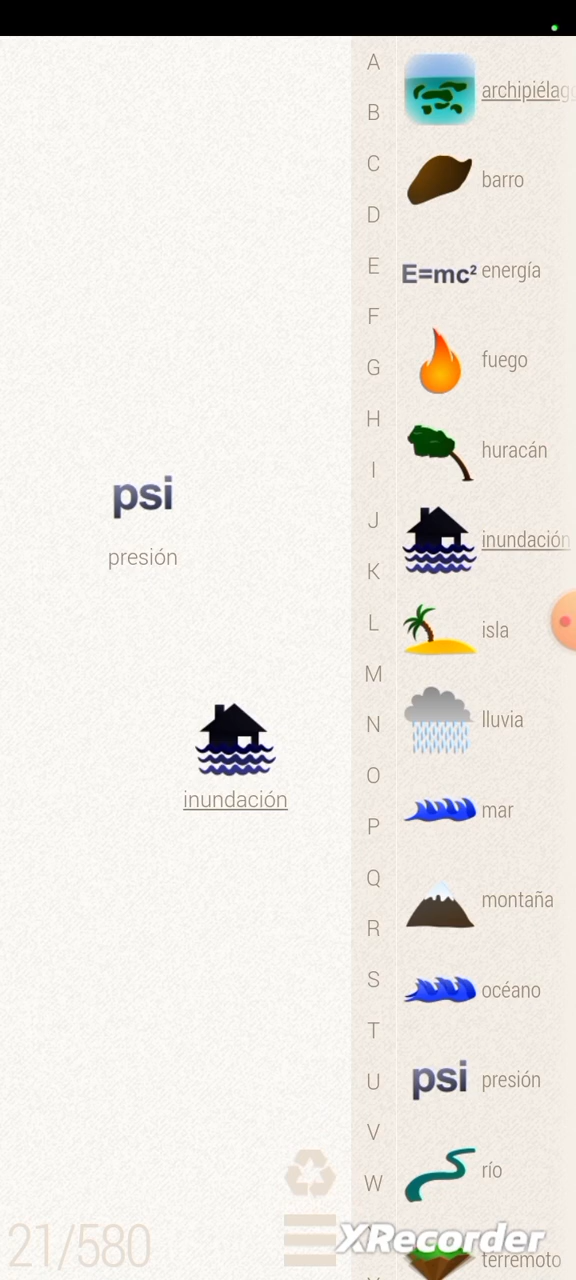 A
B
C
D
E
F
G
H
I
J
K
L
M
N
O
P
Q
R
S
T
U
V
W
archipiélago
barro
E=mc² energía
fuego
huracán
inundación
isla
lluvia
mar
montaña
océano
psi presión
río
terremoto
psi
presión
inundación
21/580
XRecorder